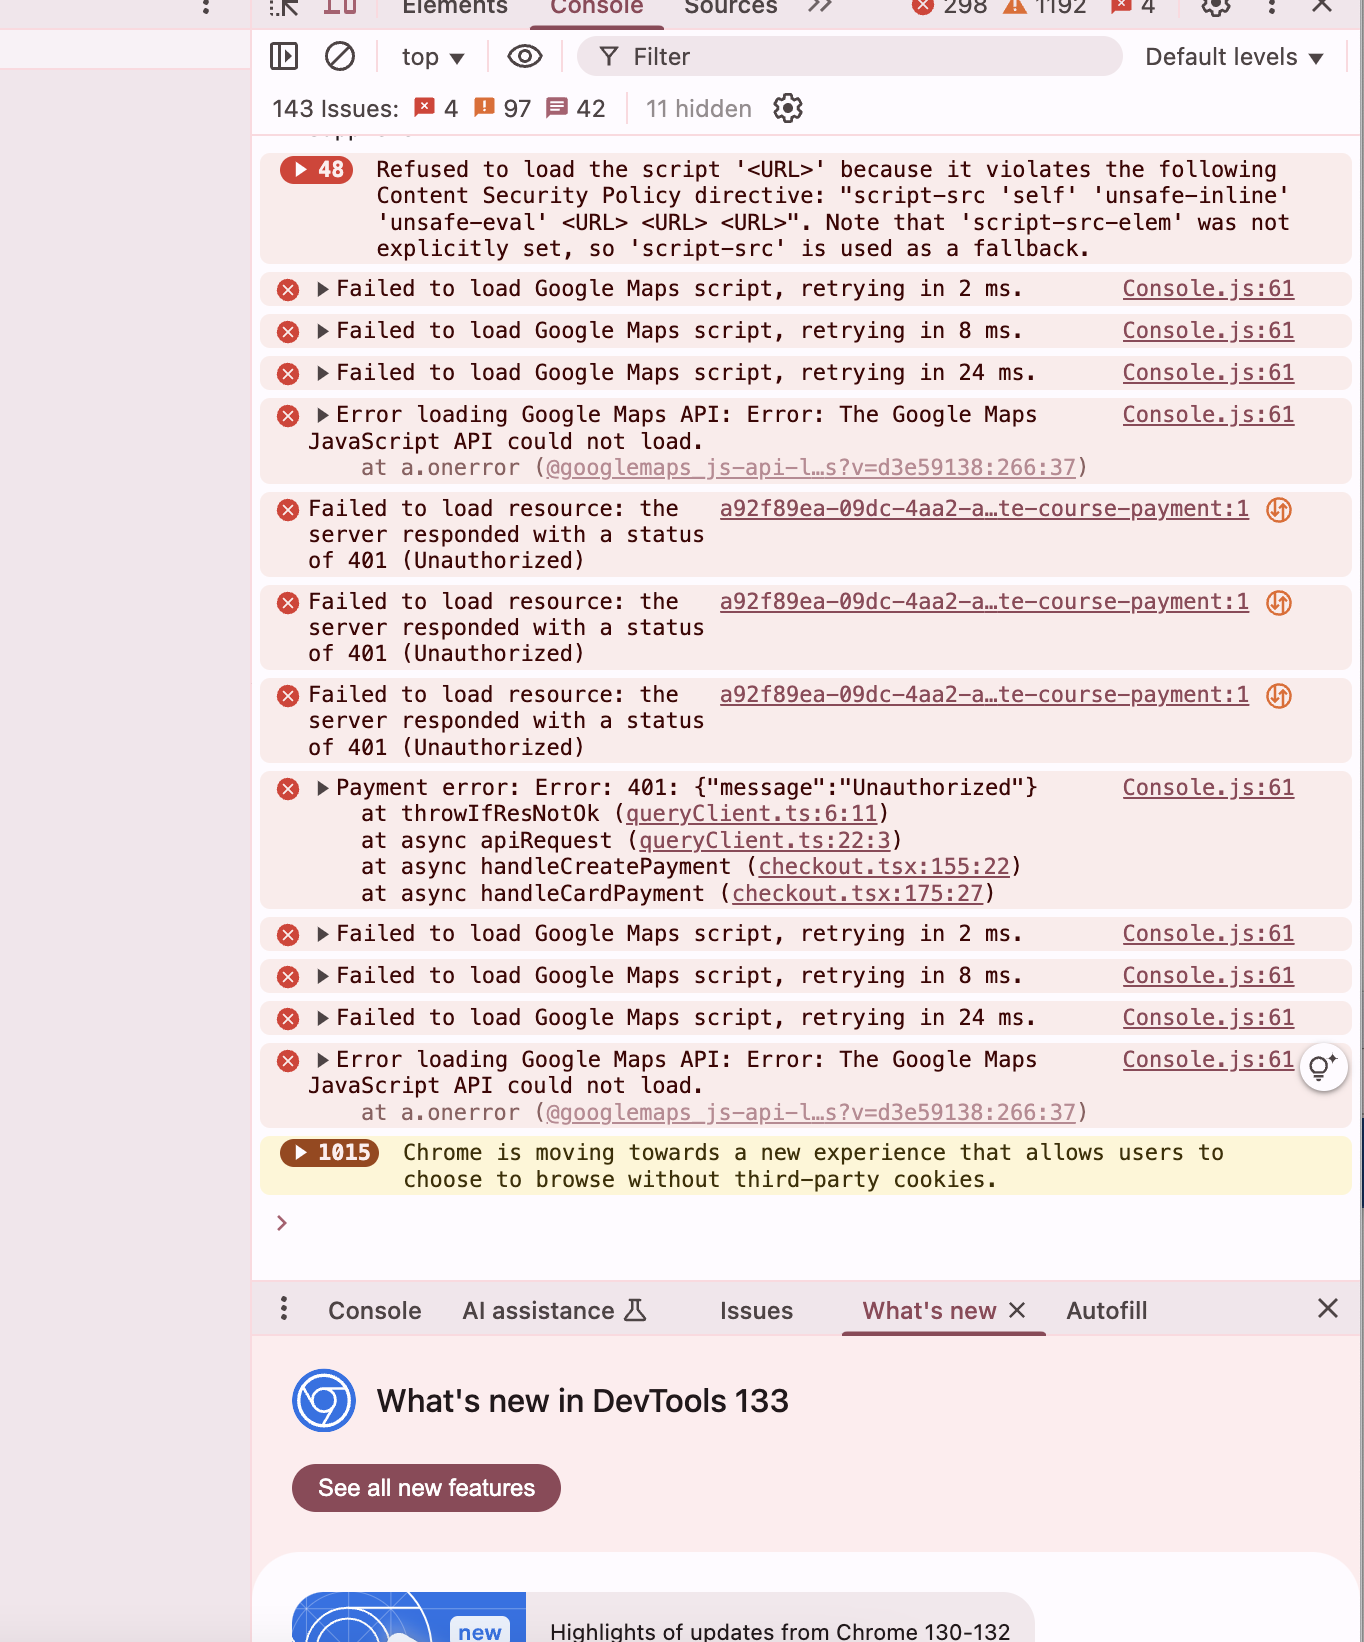 Elements Console Sources 298 1192 4
top Filter Default levels
143 Issues: 4 97 42 11 hidden
48 Refused to load the script '<URL>' because it violates the following
Content Security Policy directive: "script-src 'self' 'unsafe-inline'
'unsafe-eval' <URL> <URL> <URL>". Note that 'script-src-elem' was not
explicitly set, so 'script-src' is used as a fallback.
Failed to load Google Maps script, retrying in 2 ms. Console.js:61
Failed to load Google Maps script, retrying in 8 ms. Console.js:61
Failed to load Google Maps script, retrying in 24 ms. Console.js:61
Error loading Google Maps API: Error: The Google Maps Console.js:61
JavaScript API could not load.
at a.onerror (@googlemaps_js-api-l…s?v=d3e59138:266:37)
Failed to load resource: the a92f89ea-09dc-4aa2-a…te-course-payment:1
server responded with a status
of 401 (Unauthorized)
Failed to load resource: the a92f89ea-09dc-4aa2-a…te-course-payment:1
server responded with a status
of 401 (Unauthorized)
Failed to load resource: the a92f89ea-09dc-4aa2-a…te-course-payment:1
server responded with a status
of 401 (Unauthorized)
Payment error: Error: 401: {"message":"Unauthorized"} Console.js:61
at throwIfResNotOk (queryClient.ts:6:11)
at async apiRequest (queryClient.ts:22:3)
at async handleCreatePayment (checkout.tsx:155:22)
at async handleCardPayment (checkout.tsx:175:27)
Failed to load Google Maps script, retrying in 2 ms. Console.js:61
Failed to load Google Maps script, retrying in 8 ms. Console.js:61
Failed to load Google Maps script, retrying in 24 ms. Console.js:61
Error loading Google Maps API: Error: The Google Maps Console.js:61
JavaScript API could not load.
at a.onerror (@googlemaps_js-api-l…s?v=d3e59138:266:37)
1015 Chrome is moving towards a new experience that allows users to
choose to browse without third-party cookies.
Console AI assistance Issues What's new Autofill
What's new in DevTools 133
See all new features
new Highlights of updates from Chrome 130-132